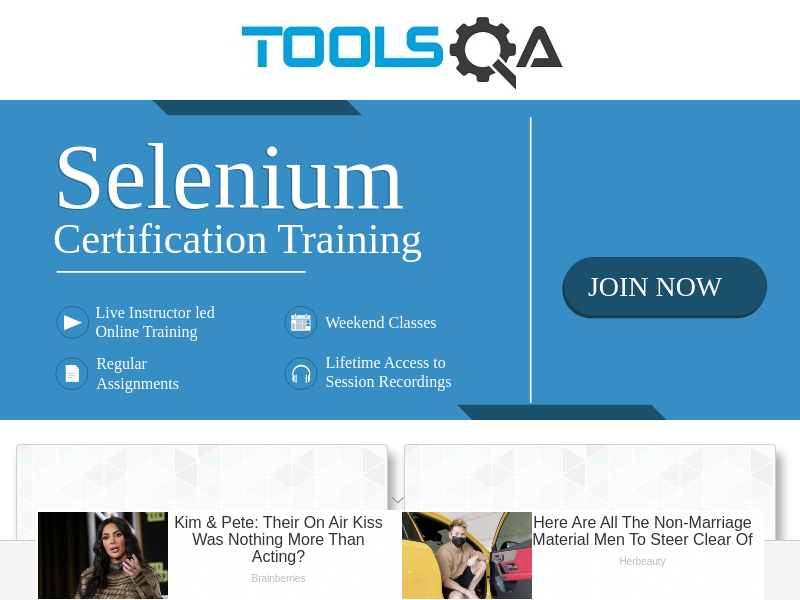 TOOLSQA
Selenium
Certification Training
JOIN NOW
Live Instructor led
Online Training
Weekend Classes
Regular
Assignments
Lifetime Access to
Session Recordings
Kim & Pete: Their On Air Kiss
Was Nothing More Than
Acting?
Brainberries
Here Are All The Non-Marriage
Material Men To Steer Clear Of
Herbeauty